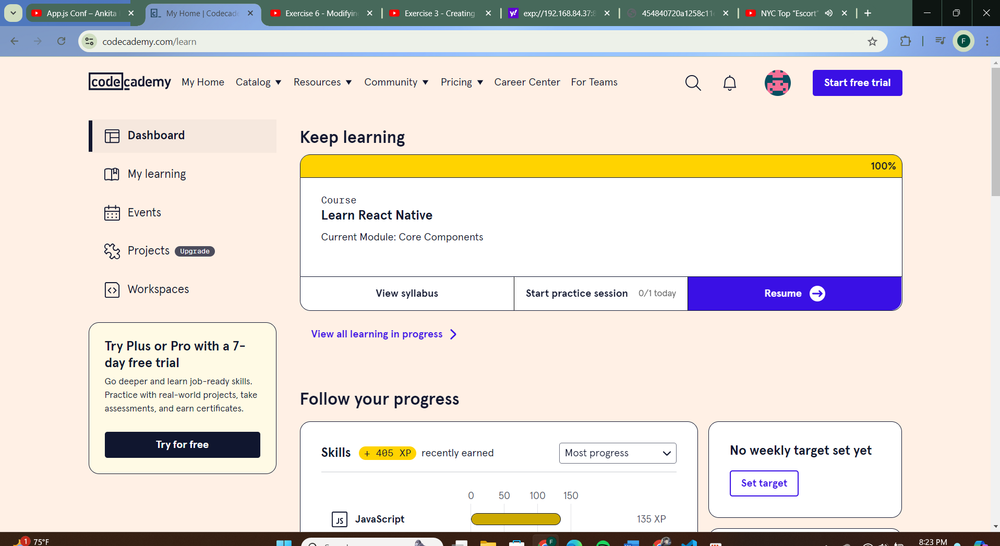 App.js Conf – Ankita
My Home | Codecade
Exercise 6 - Modifyin
Exercise 3 - Creating
exp://192.168.84.37:8
454840720a1258c11
NYC Top “Escort”
codecademy.com/learn
F
codecademy
My Home
Catalog
Resources
Community
Pricing
Career Center
For Teams
Start free trial
Dashboard
My learning
Events
Projects Upgrade
Workspaces
Try Plus or Pro with a 7-
day free trial
Go deeper and learn job-ready skills.
Practice with real-world projects, take
assessments, and earn certificates.
Try for free
Keep learning
100%
Course
Learn React Native
Current Module: Core Components
View syllabus
Start practice session 0/1 today
Resume
View all learning in progress
Follow your progress
Skills + 405 XP recently earned
Most progress
0 50 100 150
JS JavaScript 135 XP
No weekly target set yet
Set target
1
75°F
F
8:23 PM